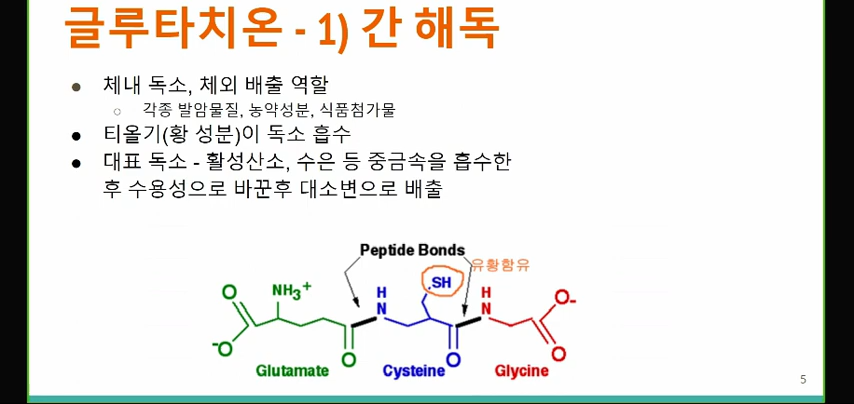 글루타치온 - 1) 간 해독
체내 독소, 체외 배출 역할
각종 발암물질, 농약성분, 식품첨가물
티올기(황 성분)이 독소 흡수
대표 독소 - 활성산소, 수은 등 중금속을 흡수한
후 수용성으로 바꾼후 대소변으로 배출
Peptide Bonds
유황함유
O NH3+ H N SH H N O-
-O O O O
Glutamate Cysteine Glycine
5